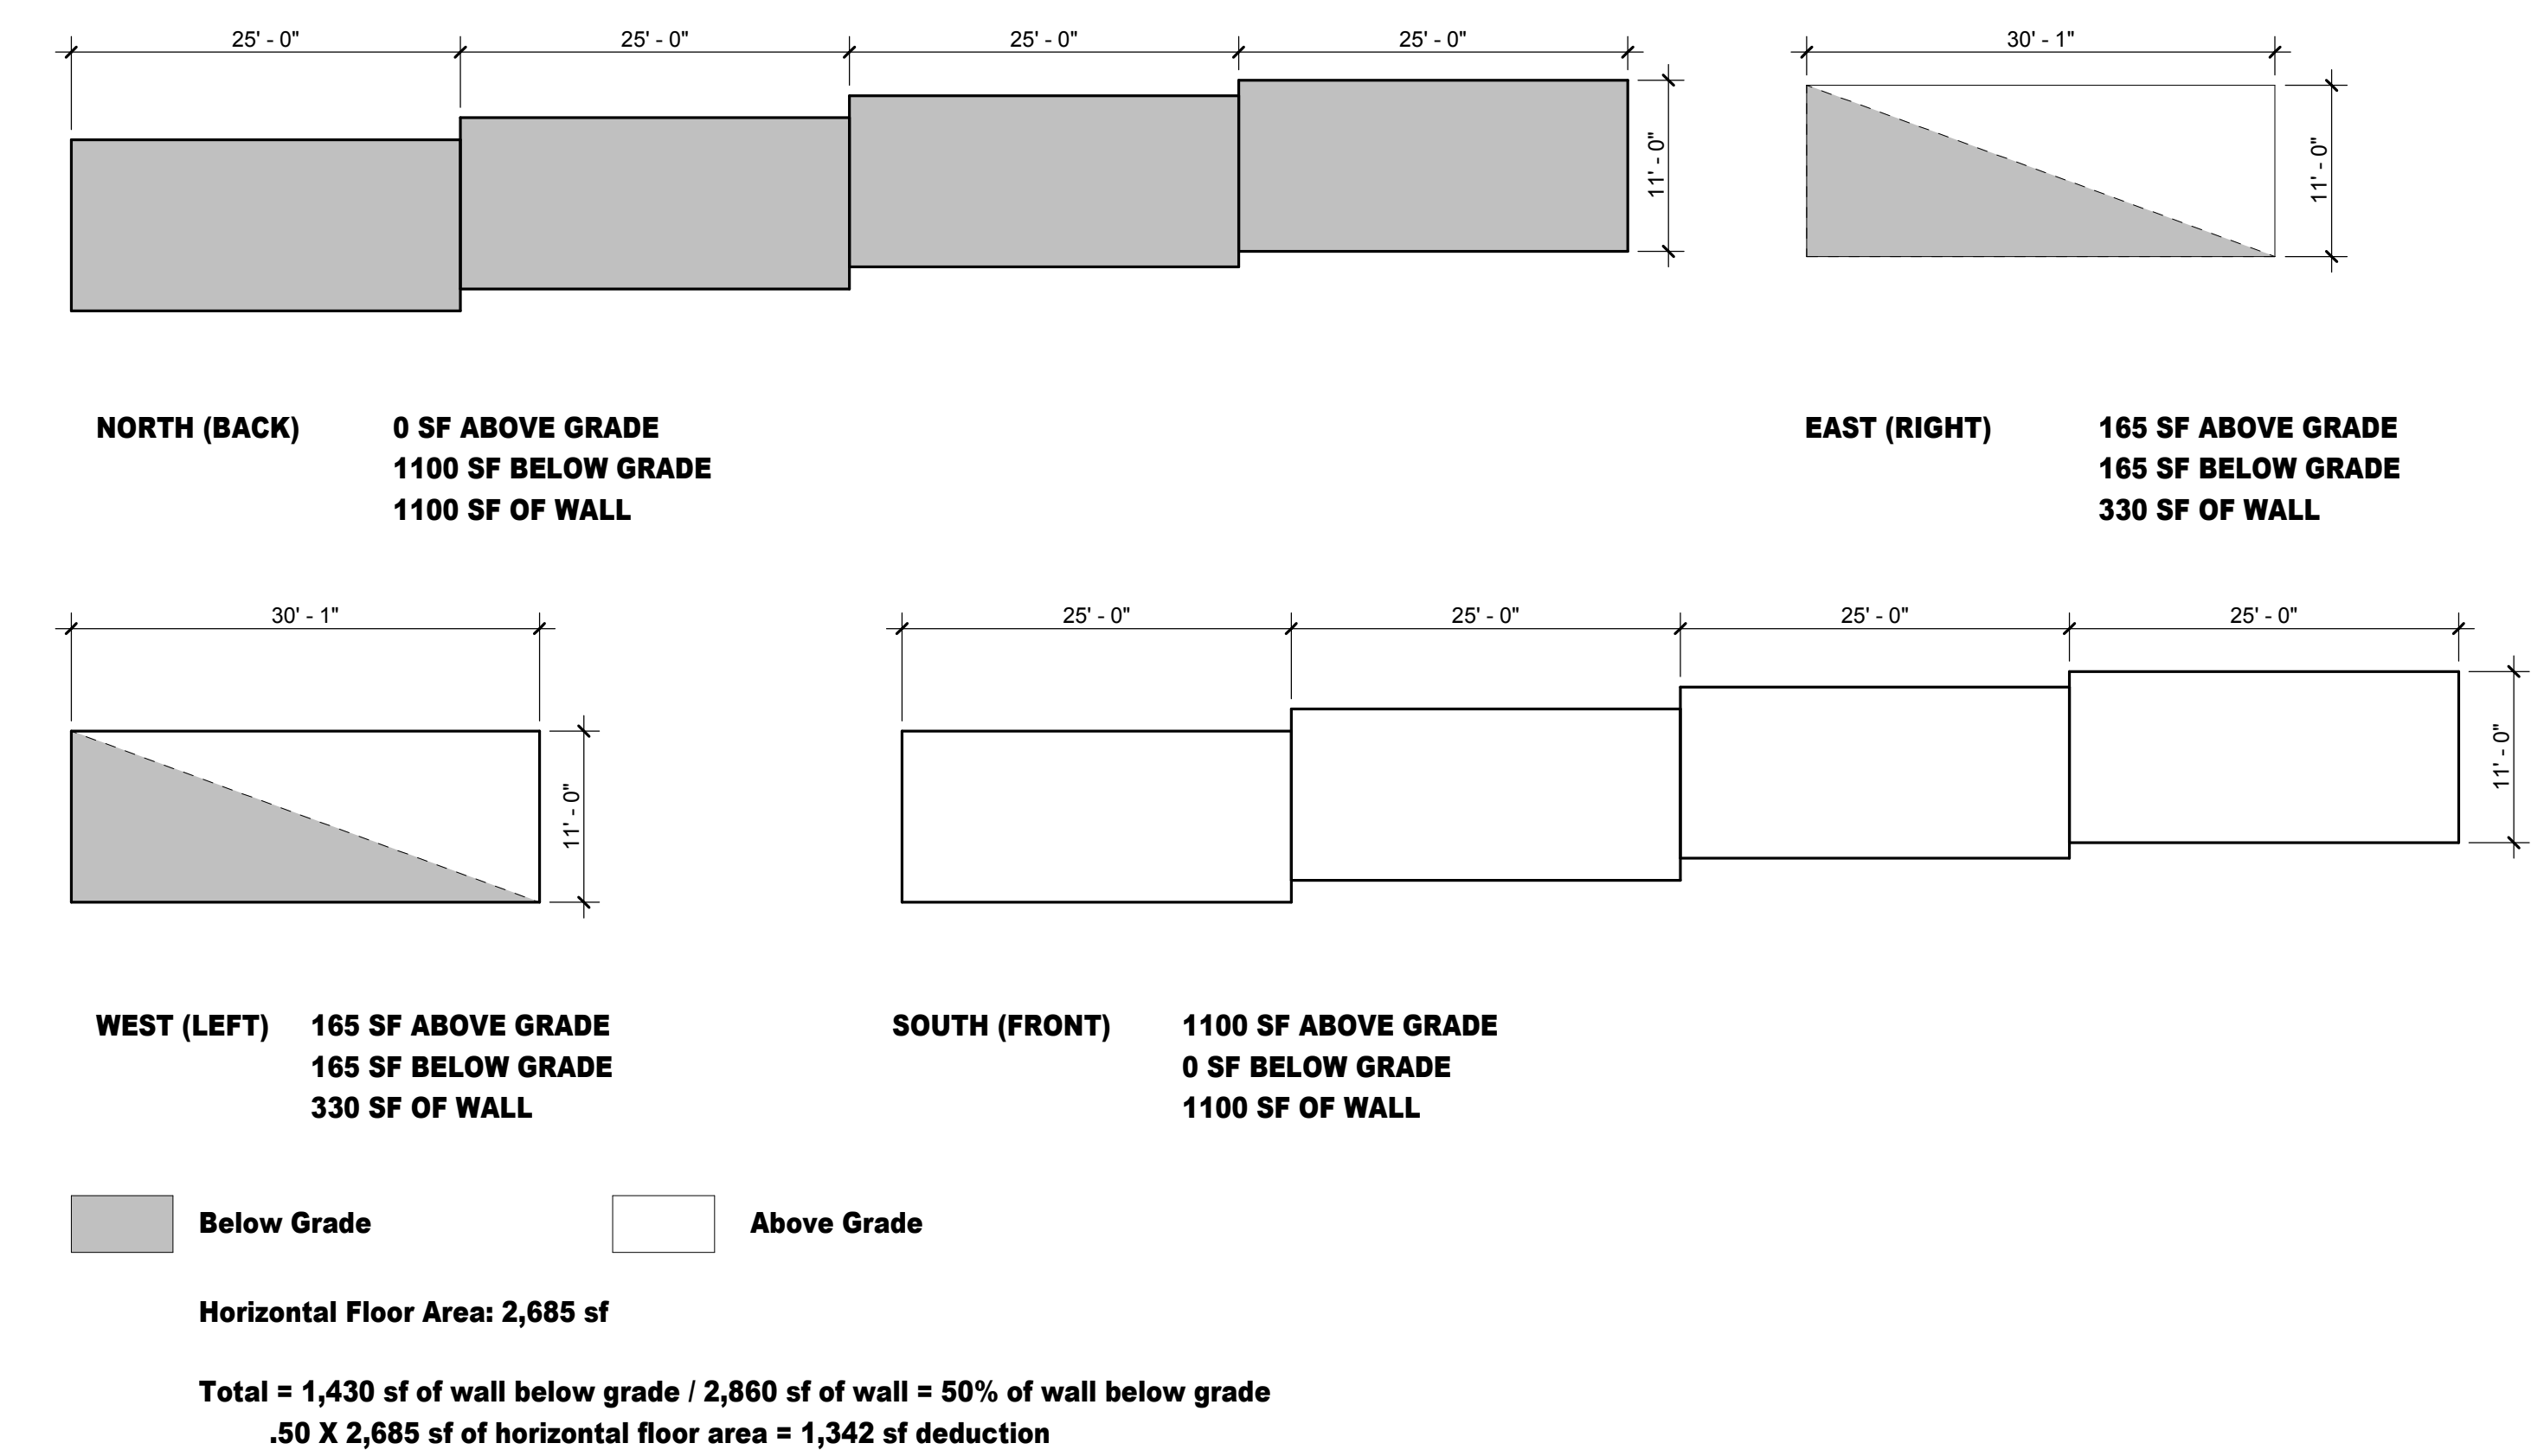 25' - 0" 25' - 0" 25' - 0" 25' - 0"
11' - 0"
30' - 1"
11' - 0"
NORTH (BACK) 0 SF ABOVE GRADE
1100 SF BELOW GRADE
1100 SF OF WALL
EAST (RIGHT) 165 SF ABOVE GRADE
165 SF BELOW GRADE
330 SF OF WALL
30' - 1"
11' - 0"
25' - 0" 25' - 0" 25' - 0" 25' - 0"
11' - 0"
WEST (LEFT) 165 SF ABOVE GRADE
165 SF BELOW GRADE
330 SF OF WALL
SOUTH (FRONT) 1100 SF ABOVE GRADE
0 SF BELOW GRADE
1100 SF OF WALL
Below Grade Above Grade
Horizontal Floor Area: 2,685 sf
Total = 1,430 sf of wall below grade / 2,860 sf of wall = 50% of wall below grade
.50 X 2,685 sf of horizontal floor area = 1,342 sf deduction